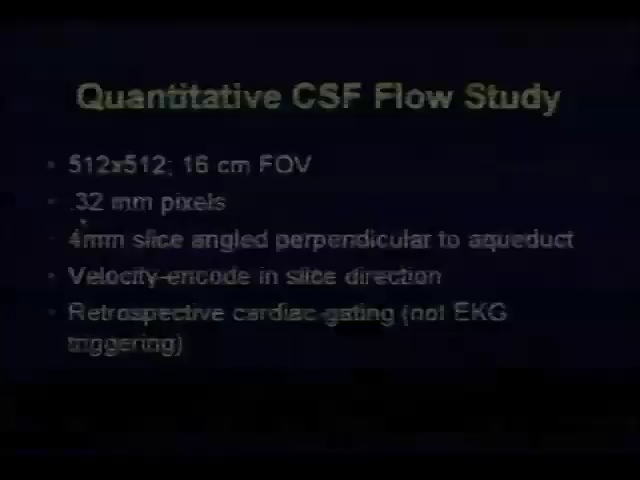 Quantitative CSF Flow Study
• 512x512; 16 cm FOV
• .32 mm pixels
• 4mm slice angled perpendicular to aqueduct
• Velocity-encode in slice direction
• Retrospective cardiac gating (not EKG
triggering)